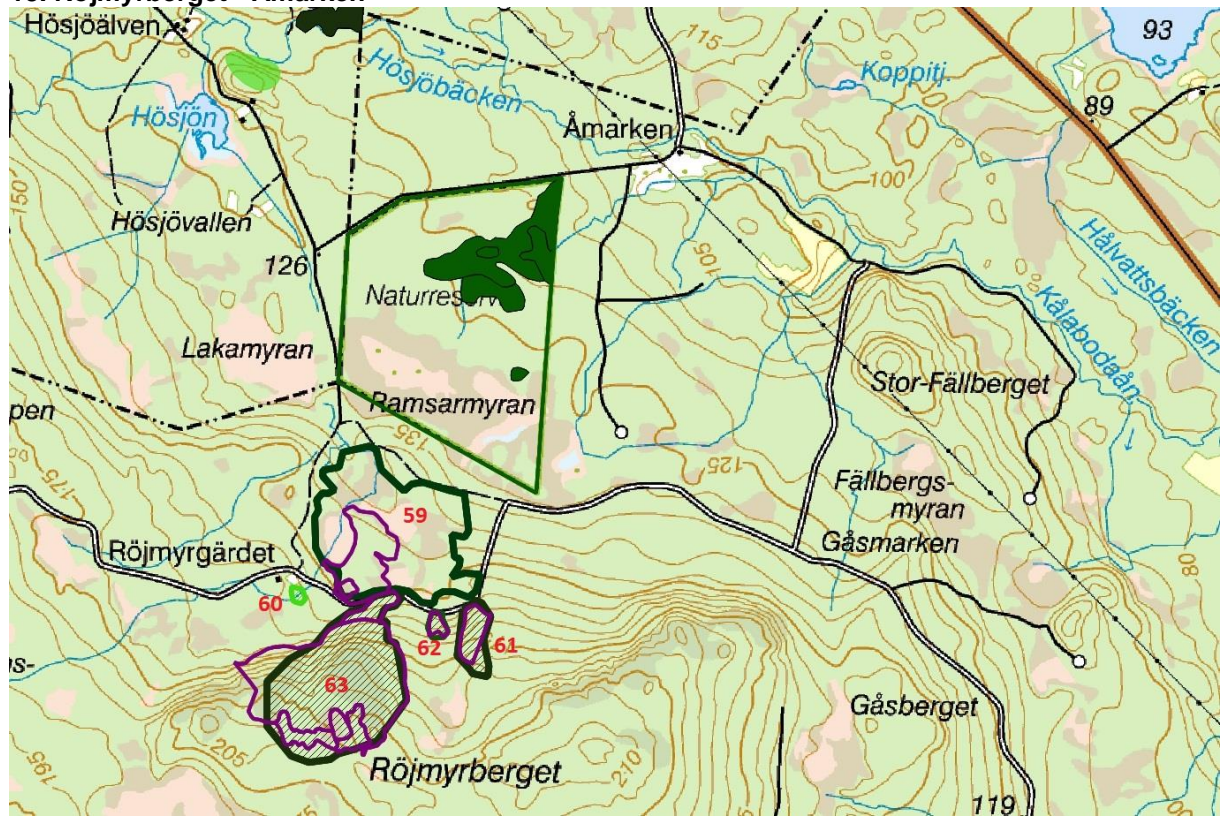 Hösjöälven
115
93
Hösjöbäcken
Koppitj.
Hösjön
Åmarken
89
150
100
Hösjövallen
Hålvattsbäcken
126
105
Naturreserv
Kålabodaån
Lakamyran
Stor-Fällberget
pen
Ramsarmyran
135
125
175
Fällbergs-
myran
59
Gåsmarken
Röjmyrgärdet
80
60
62
61
ns-
63
Gåsberget
205
Röjmyrberget
210
195
119